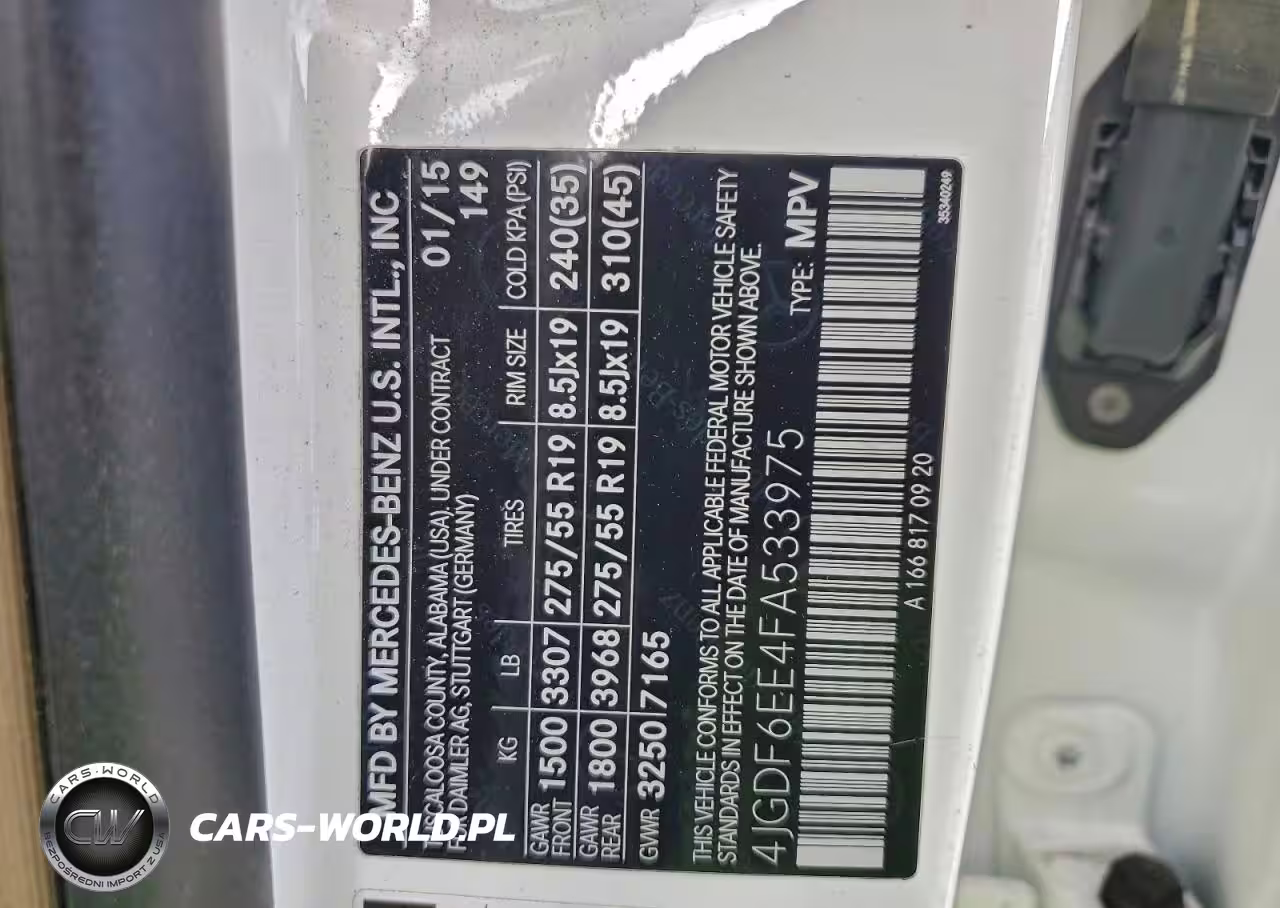 MFD BY MERCEDES-BENZ U.S. INTL., INC
TUSCALOOSA COUNTY, ALABAMA (USA), UNDER CONTRACT 01/15
FOR DAIMLER AG, STUTTGART (GERMANY) 149
KG LB TIRES RIM SIZE COLD KPA (PSI)
GAWR FRONT 1500 3307 275/55 R19 8.5Jx19 240(35)
GAWR REAR 1800 3968 275/55 R19 8.5Jx19 310(45)
GVWR 3250 7165
THIS VEHICLE CONFORMS TO ALL APPLICABLE FEDERAL MOTOR VEHICLE SAFETY
STANDARDS IN EFFECT ON THE DATE OF MANUFACTURE SHOWN ABOVE.
4JGDF6EE4FA533975 TYPE: MPV
A 166 817 09 20 35340249
CARS-WORLD
CW
BEZPOŚREDNI IMPORT Z USA
CARS-WORLD.PL